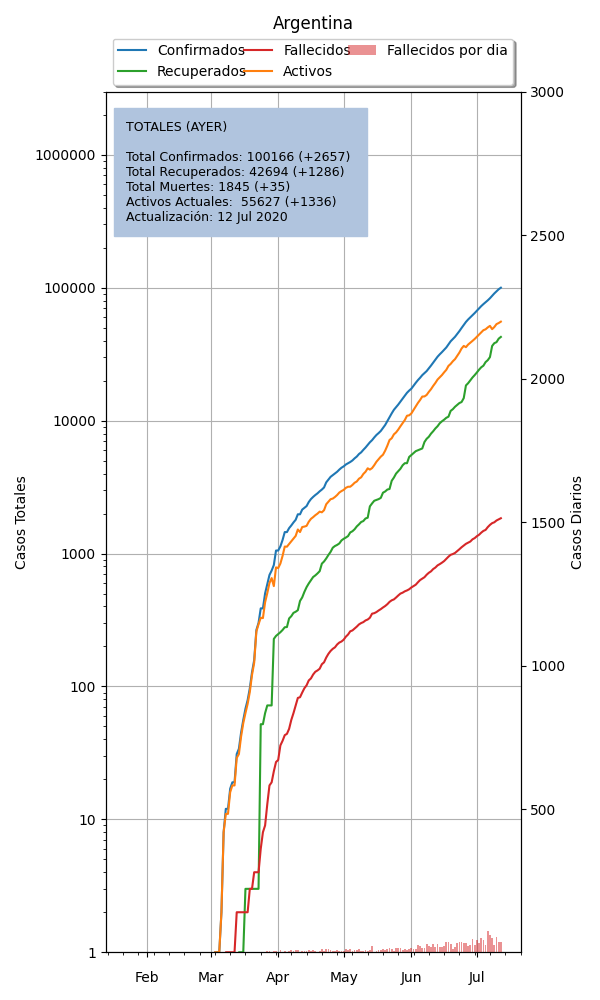 Argentina
Confirmados
Fallecidos
Fallecidos por dia
Recuperados
Activos
TOTALES (AYER)
Total Confirmados: 100166 (+2657)
Total Recuperados: 42694 (+1286)
Total Muertes: 1845 (+35)
Activos Actuales:  55627 (+1336)
Actualización: 12 Jul 2020
Casos Totales
1000000
100000
10000
1000
100
10
1
3000
2500
2000
1500
1000
500
Casos Diarios
Feb
Mar
Apr
May
Jun
Jul